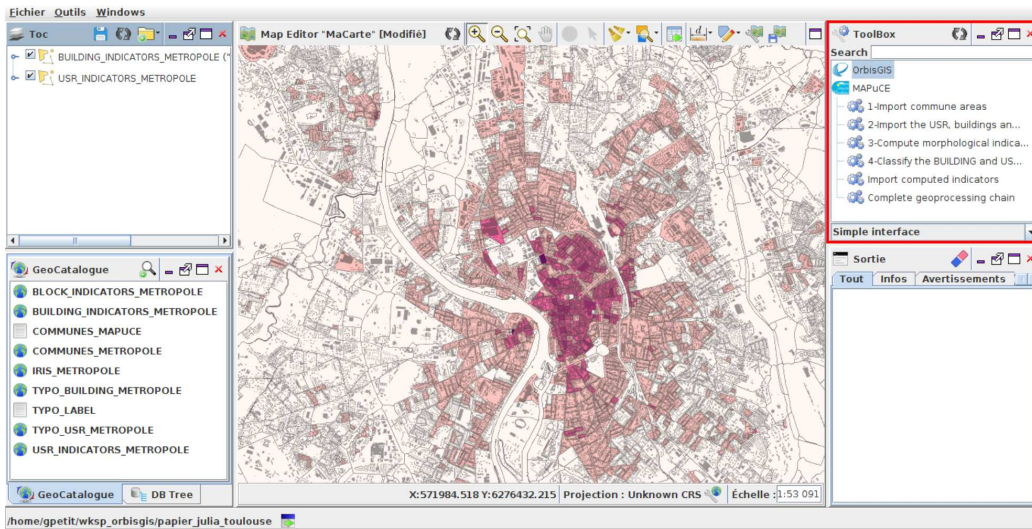 Fichier Outils Windows
Toc
BUILDING_INDICATORS_METROPOLE ("
USR_INDICATORS_METROPOLE
GeoCatalogue
BLOCK_INDICATORS_METROPOLE
BUILDING_INDICATORS_METROPOLE
COMMUNES_MAPUCE
COMMUNES_METROPOLE
IRIS_METROPOLE
TYPO_BUILDING_METROPOLE
TYPO_LABEL
TYPO_USR_METROPOLE
USR_INDICATORS_METROPOLE
GeoCatalogue DB Tree
Map Editor "MaCarte" [Modifié]
X:571984.518 Y:6276432.215 Projection : Unknown CRS Échelle : 1:53 091
ToolBox
Search
OrbisGIS
MAPuCE
1-Import commune areas
2-Import the USR, buildings an...
3-Compute morphological indica...
4-Classify the BUILDING and US...
Import computed indicators
Complete geoprocessing chain
Simple interface
Sortie
Tout Infos Avertissements
/home/gpetit/wksp_orbisgis/papier_julia_toulouse